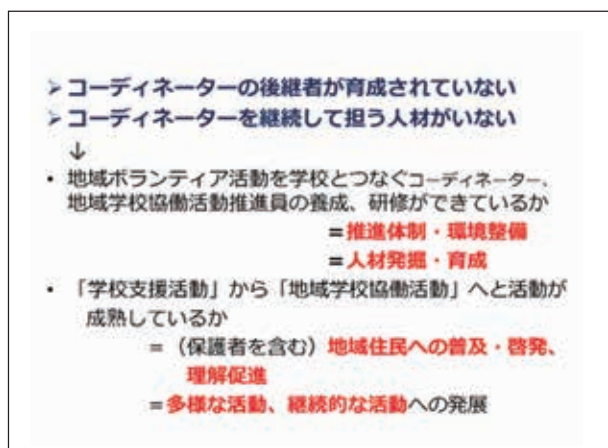 ➢ コーディネーターの後継者が育成されていない
➢ コーディネーターを継続して担う人材がいない
↓
・ 地域ボランティア活動を学校とつなぐコーディネーター、
地域学校協働活動推進員の養成、研修ができているか
＝推進体制・環境整備
＝人材発掘・育成
・ 「学校支援活動」から「地域学校協働活動」へと活動が
成熟しているか
＝（保護者を含む）地域住民への普及・啓発、
理解促進
＝多様な活動、継続的な活動への発展